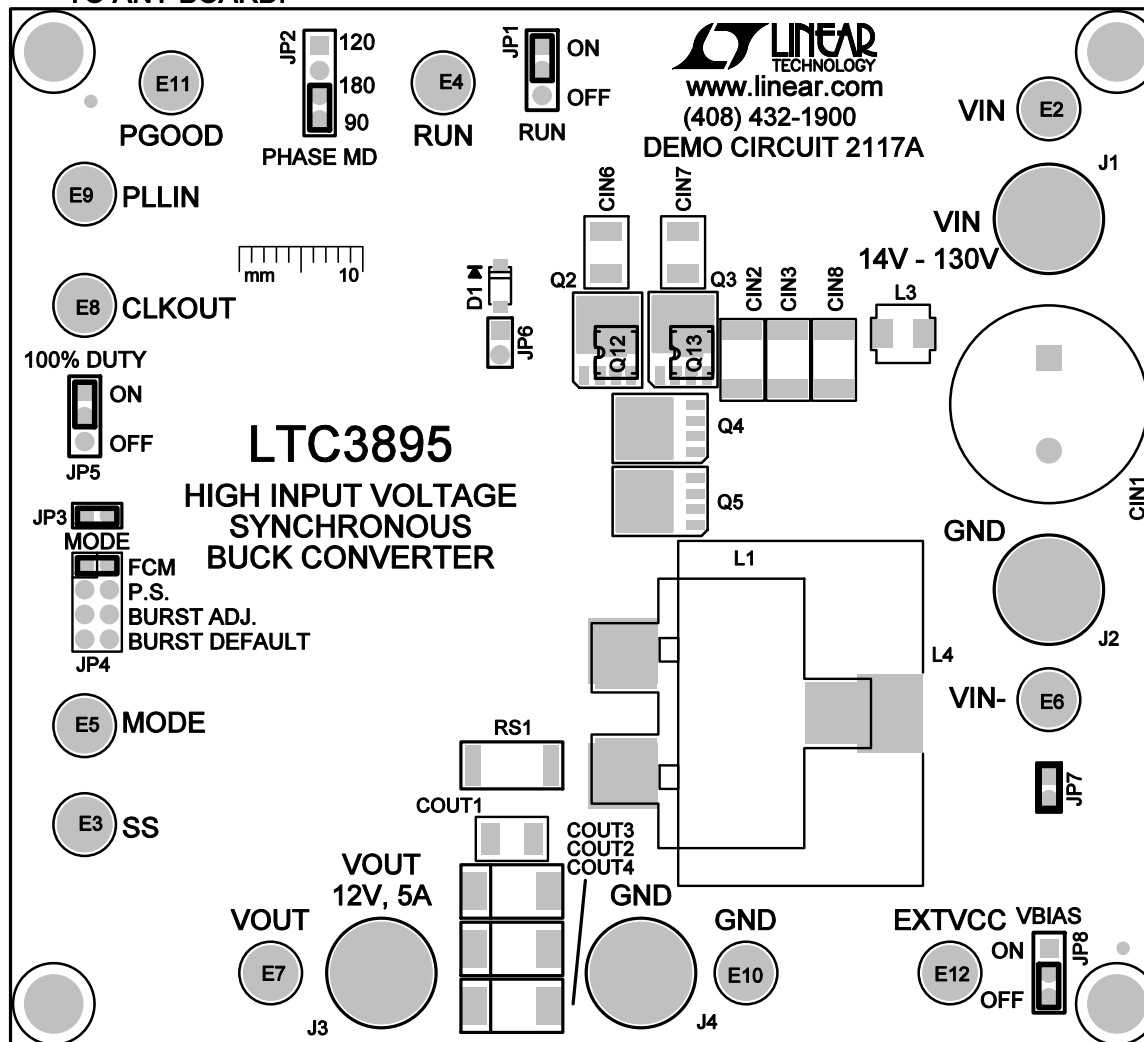 TO ANY BOARD.
JP2
120
180
90
PHASE MD
E11
PGOOD
E4
RUN
JP1
ON
OFF
RUN
LINEAR
TECHNOLOGY
www.linear.com
(408) 432-1900
DEMO CIRCUIT 2117A
VIN
E2
J1
VIN
14V - 130V
E9
PLLIN
mm
10
CIN6
CIN7
Q2
Q3
Q12
Q13
D1
JP6
CIN2
CIN3
CIN8
L3
E8
CLKOUT
100% DUTY
ON
OFF
JP5
Q4
Q5
CIN1
LTC3895
HIGH INPUT VOLTAGE
SYNCHRONOUS
BUCK CONVERTER
JP3
MODE
FCM
P.S.
BURST ADJ.
BURST DEFAULT
JP4
GND
J2
L1
L4
VIN-
E6
JP7
E5
MODE
RS1
E3
SS
COUT1
COUT3
COUT2
COUT4
VOUT
12V, 5A
VOUT
E7
J3
GND
J4
GND
E10
EXTVCC
E12
VBIAS
ON
OFF
JP8